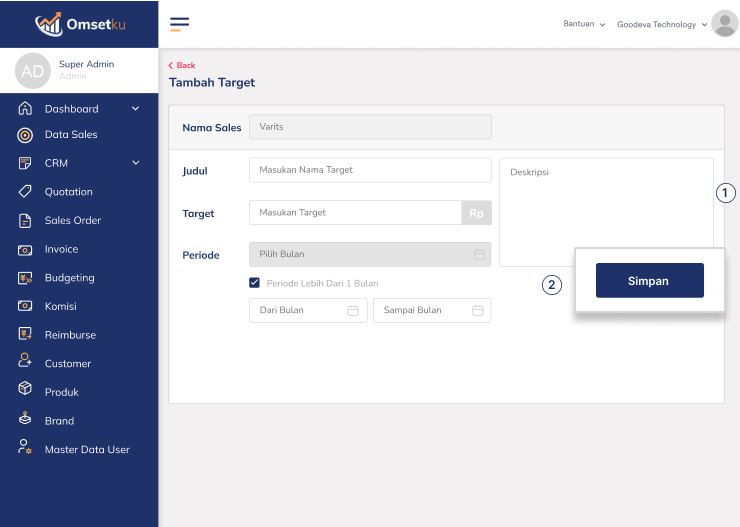 Omsetku
Bantuan
Goodeva Technology
AD
Super Admin
Admin
Dashboard
Data Sales
CRM
Quotation
Sales Order
Invoice
Budgeting
Komisi
Reimburse
Customer
Produk
Brand
Master Data User
Back
Tambah Target
Nama Sales
Varits
Judul
Masukan Nama Target
Deskripsi
1
Target
Masukan Target
Rp
Periode
Pilih Bulan
Periode Lebih Dari 1 Bulan
Dari Bulan
Sampai Bulan
2
Simpan